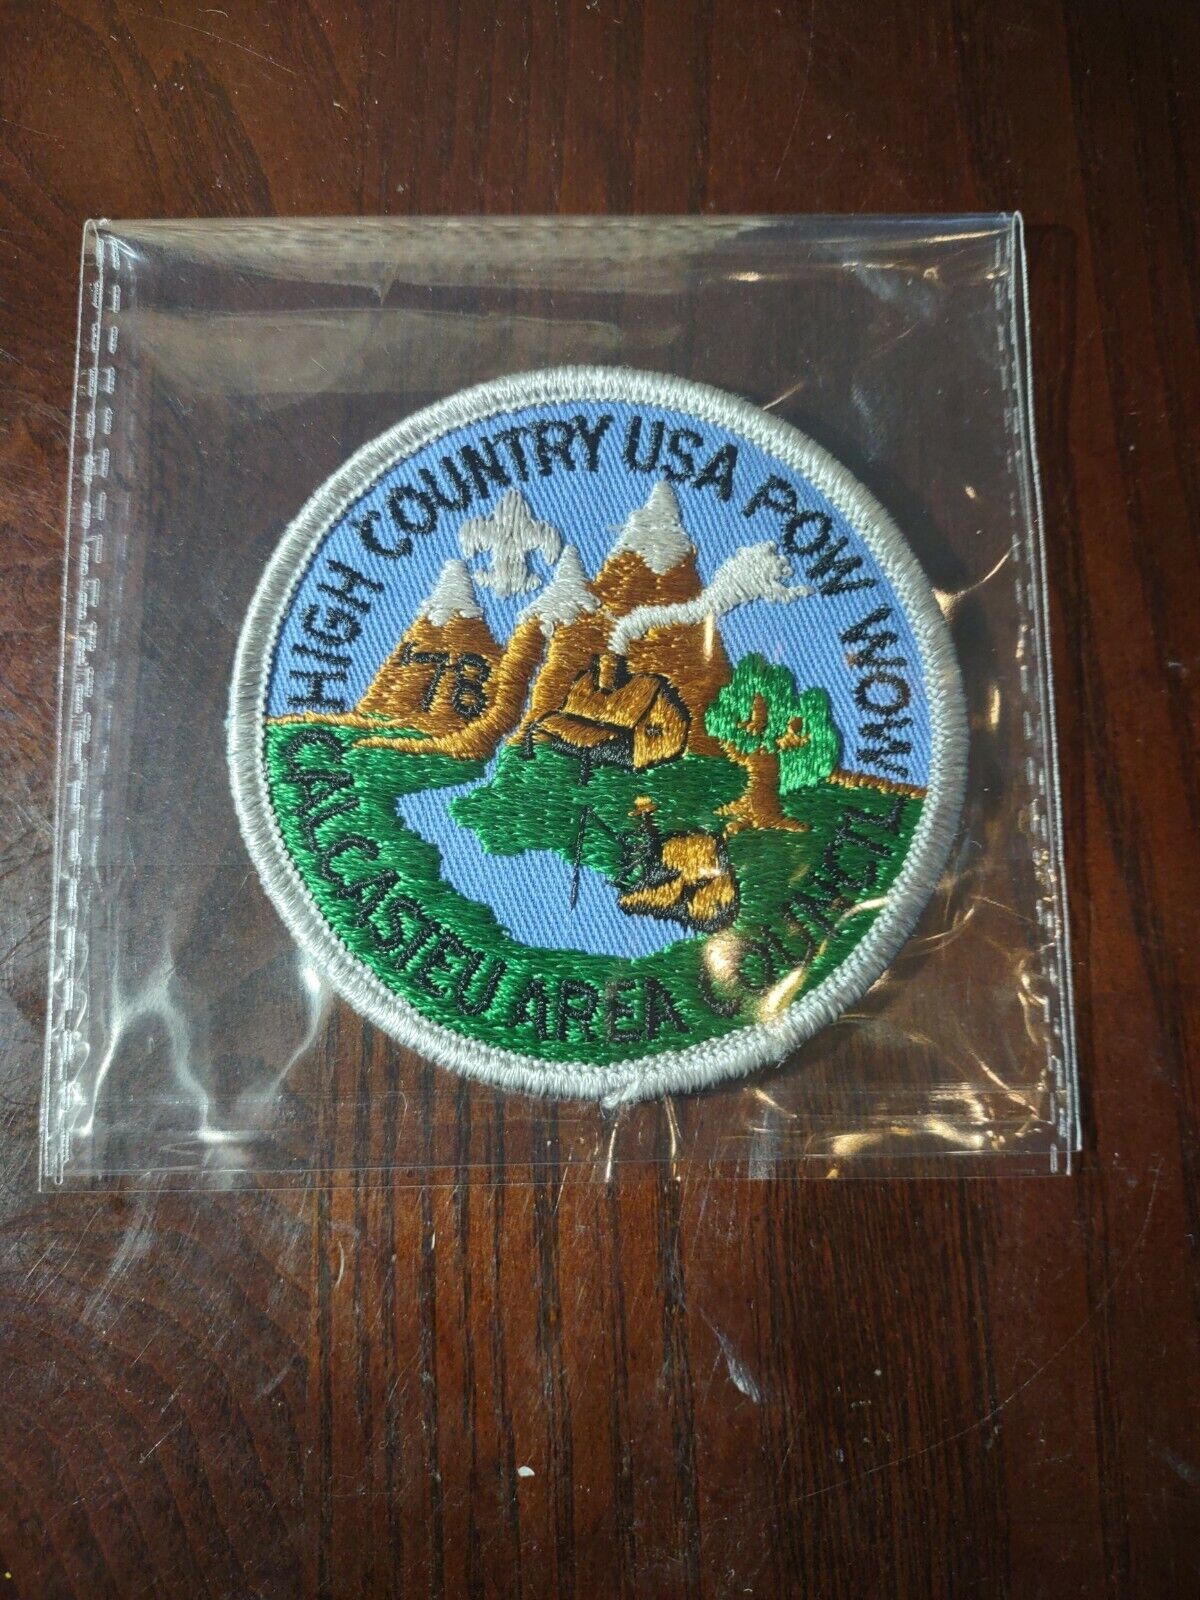 HIGH COUNTRY USA POW WOW
'78
CALCASIEU AREA COUNCIL